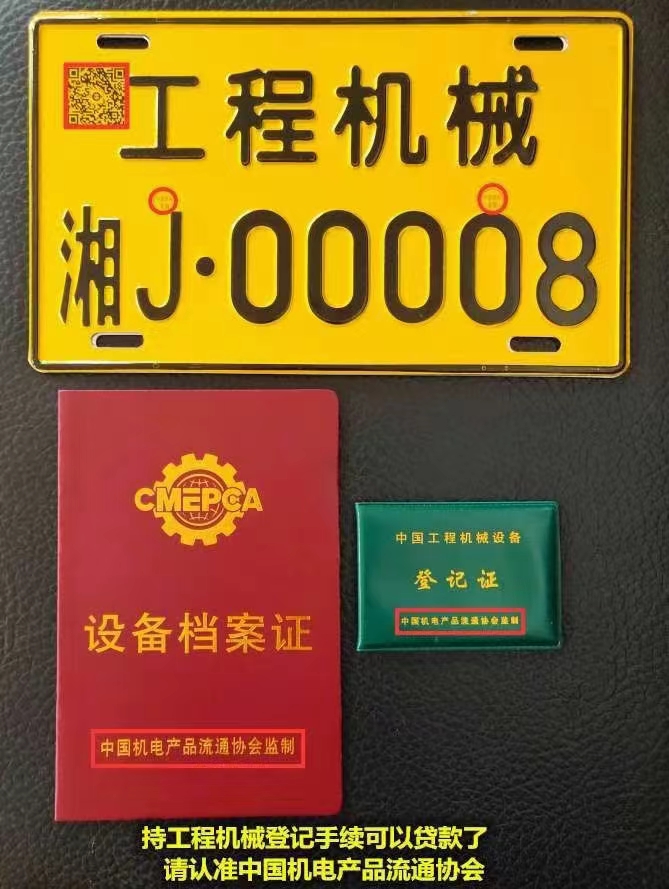 工程机械
湘J·00008
CMEPCA
设备档案证
中国机电产品流通协会监制
中国工程机械设备
登记证
中国机电产品流通协会监制
持工程机械登记手续可以贷款了
请认准中国机电产品流通协会